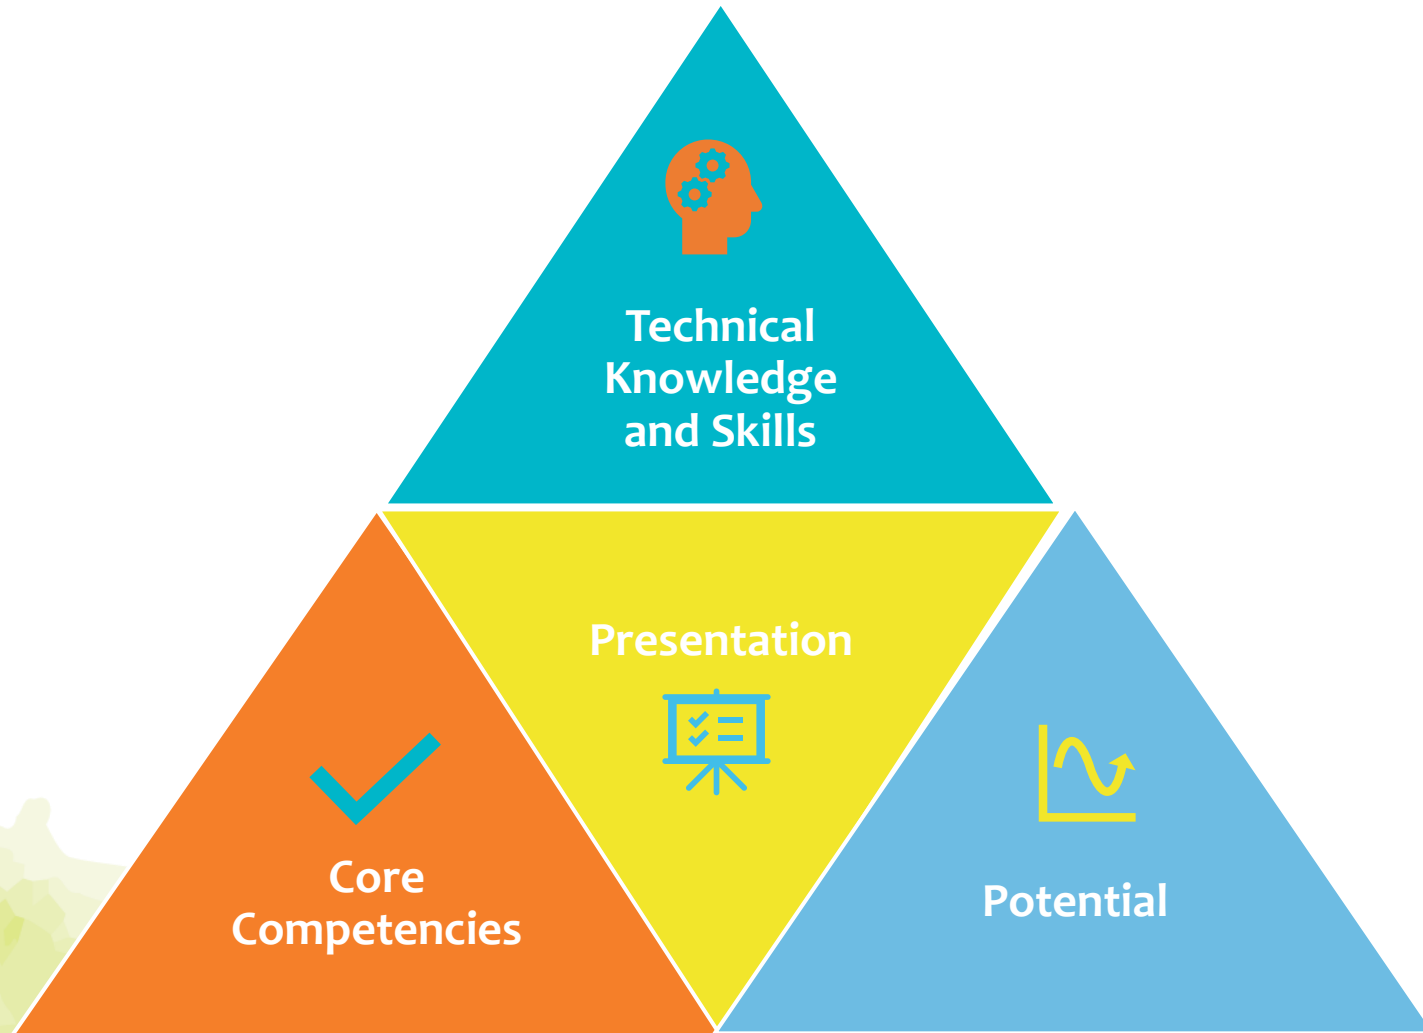 Technical
Knowledge
and Skills
Presentation
Core
Competencies
Potential